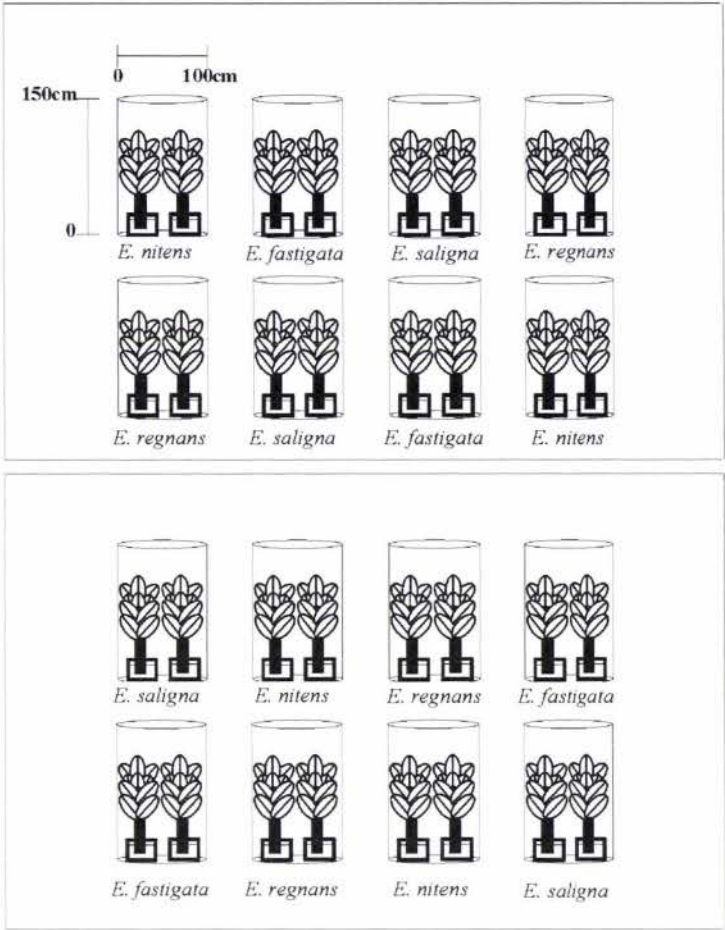 0 100cm
150cm
0
E. nitens E. fastigata E. saligna E. regnans
E. regnans E. saligna E. fastigata E. nitens
E. saligna E. nitens E. regnans E. fastigata
E. fastigata E. regnans E. nitens E. saligna